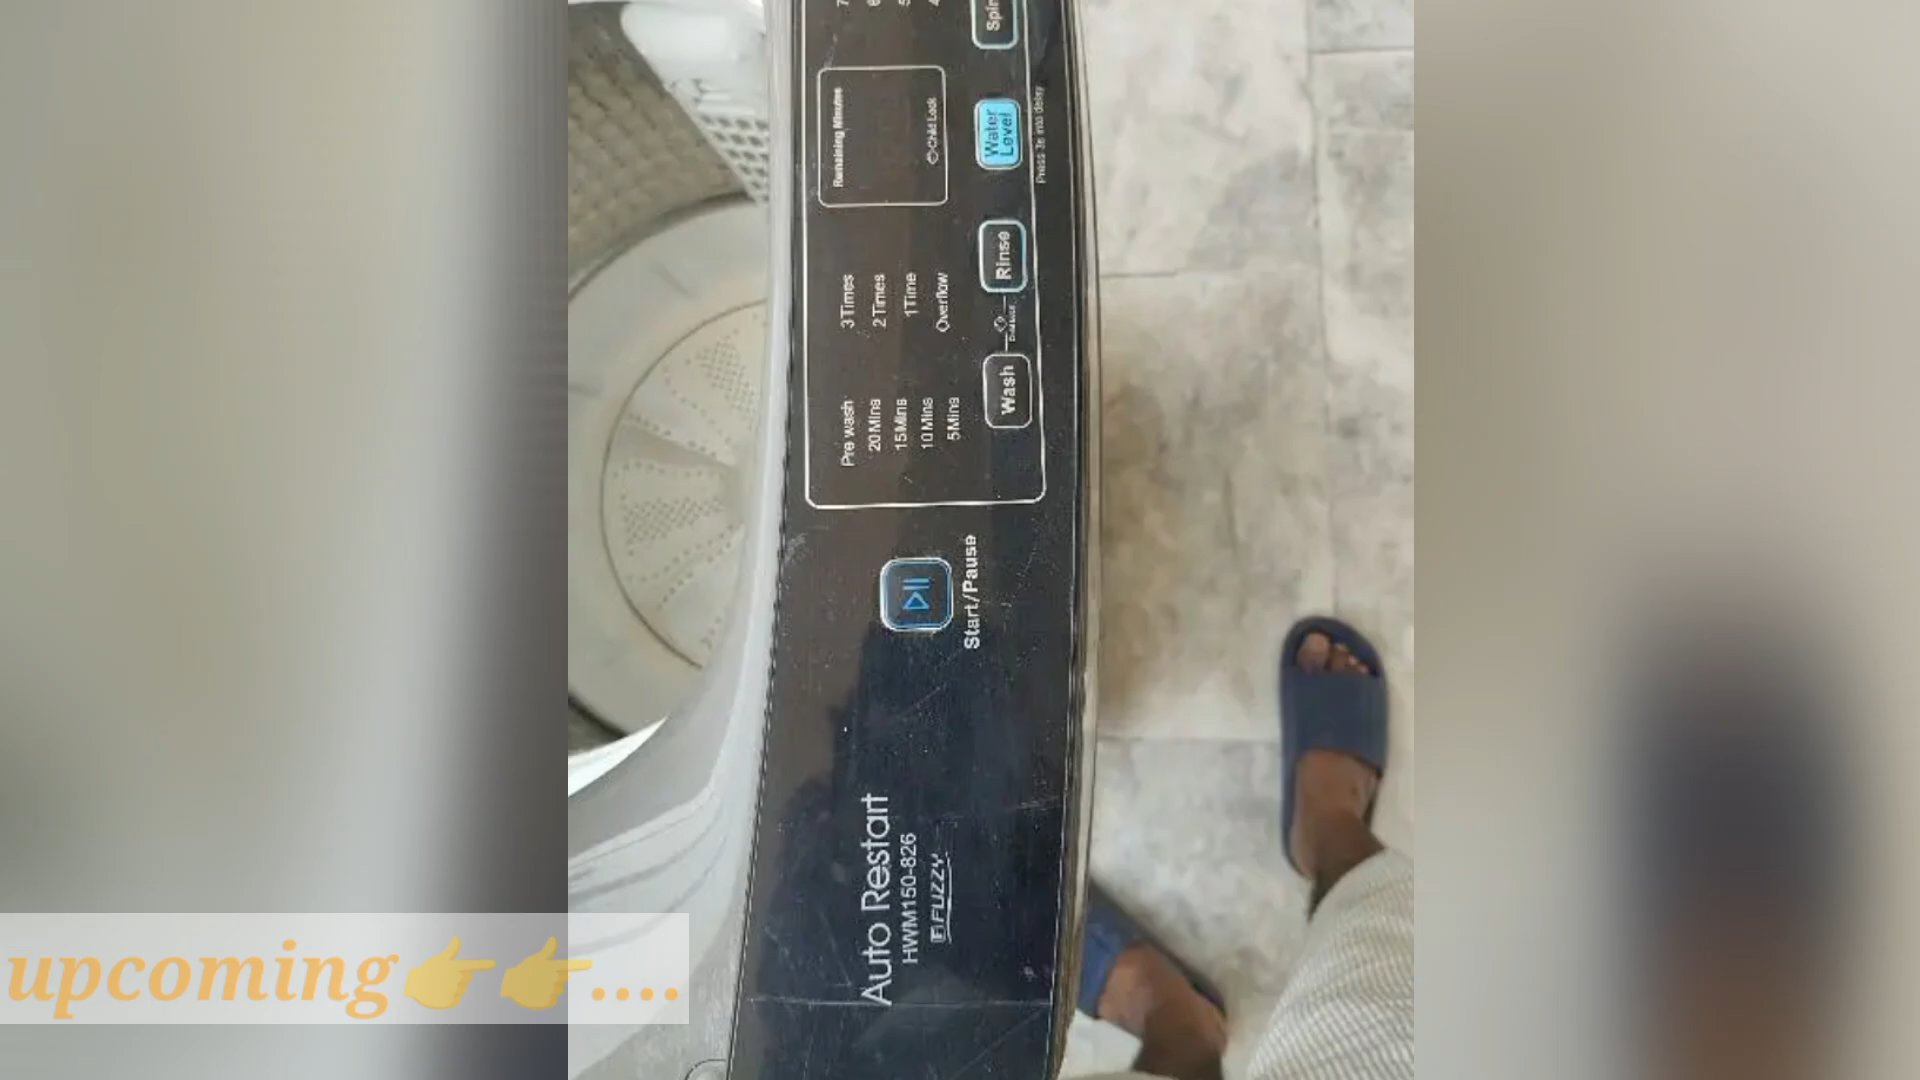 Auto Restart
HWM150-826
FUZZY
Start/Pause
Pre wash
20Mins
15Mins
10Mins
5Mins
Wash
3Times
2Times
1Time
Overflow
Rinse
Remaining Minutes
Child Lock
Water
Level
Press 3s into delay
upcoming👉👉....